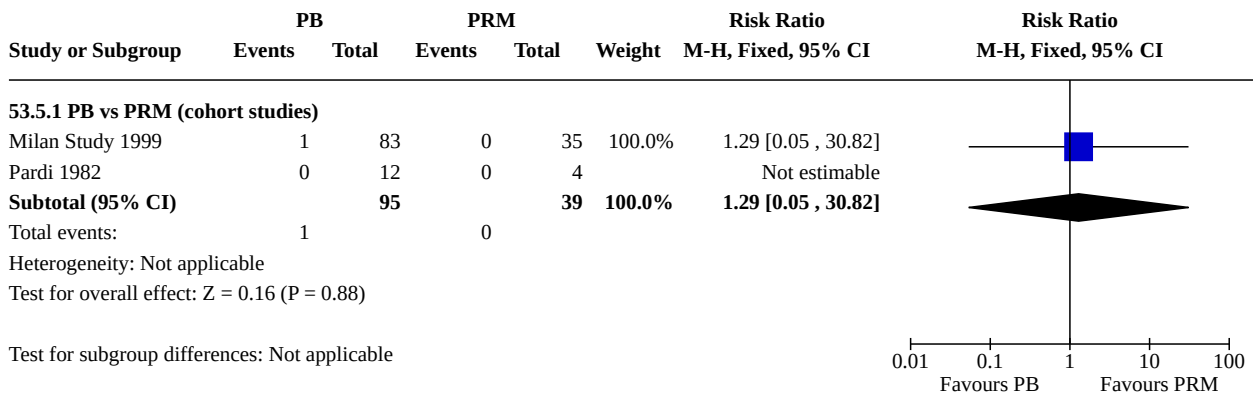 PB PRM Risk Ratio Risk Ratio
Study or Subgroup Events Total Events Total Weight M-H, Fixed, 95% CI M-H, Fixed, 95% CI
53.5.1 PB vs PRM (cohort studies)
Milan Study 1999 1 83 0 35 100.0% 1.29 [0.05 , 30.82]
Pardi 1982 0 12 0 4 Not estimable
Subtotal (95% CI) 95 39 100.0% 1.29 [0.05 , 30.82]
Total events: 1 0
Heterogeneity: Not applicable
Test for overall effect: Z = 0.16 (P = 0.88)
Test for subgroup differences: Not applicable
0.01 0.1 1 10 100
Favours PB Favours PRM